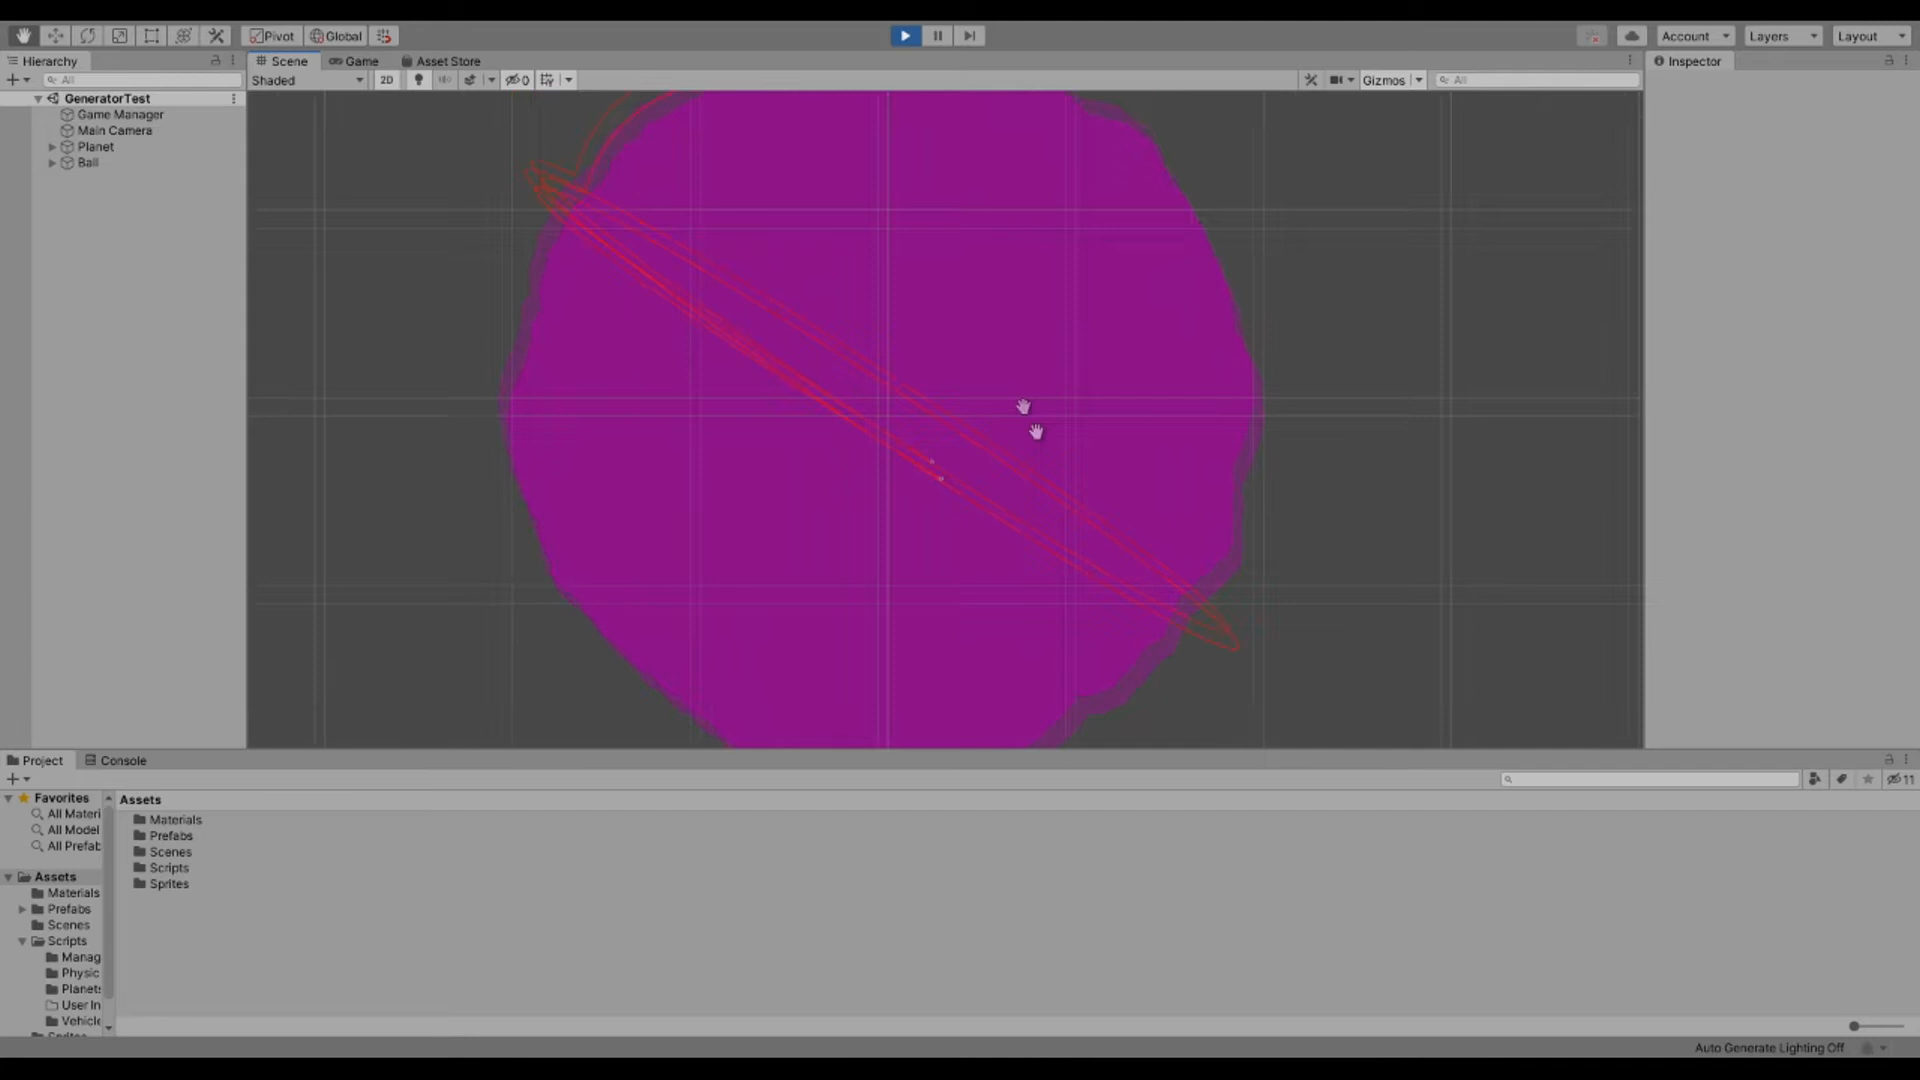 Pivot Global Account Layers Layout
Hierarchy Scene Game Asset Store Inspector
All Shaded 2D 0 Gizmos All
GeneratorTest
Game Manager
Main Camera
Planet
Ball
Project Console
11
Favorites Assets
All Materi
All Model
All Prefab
Assets
Materials
Prefabs
Scenes
Scripts
Manag
Physic
Planets
User In
Vehicle
Materials
Prefabs
Scenes
Scripts
Sprites
Auto Generate Lighting Off